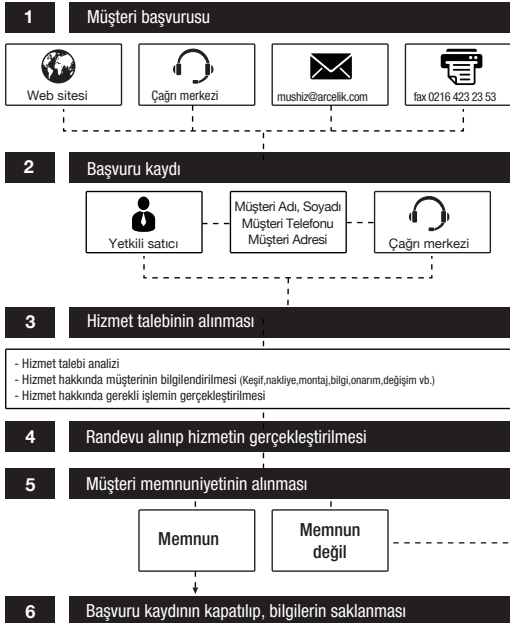 1 Müşteri başvurusu
Web sitesi
Çağrı merkezi
mushiz@arcelik.com
fax 0216 423 23 53
2 Başvuru kaydı
Yetkili satıcı
Müşteri Adı, Soyadı
Müşteri Telefonu
Müşteri Adresi
Çağrı merkezi
3 Hizmet talebinin alınması
- Hizmet talebi analizi
- Hizmet hakkında müşterinin bilgilendirilmesi (Keşif,nakliye,montaj,bilgi,onarım,değişim vb.)
- Hizmet hakkında gerekli işlemin gerçekleştirilmesi
4 Randevu alınıp hizmetin gerçekleştirilmesi
5 Müşteri memnuniyetinin alınması
Memnun
Memnun
değil
6 Başvuru kaydının kapatılıp, bilgilerin saklanması